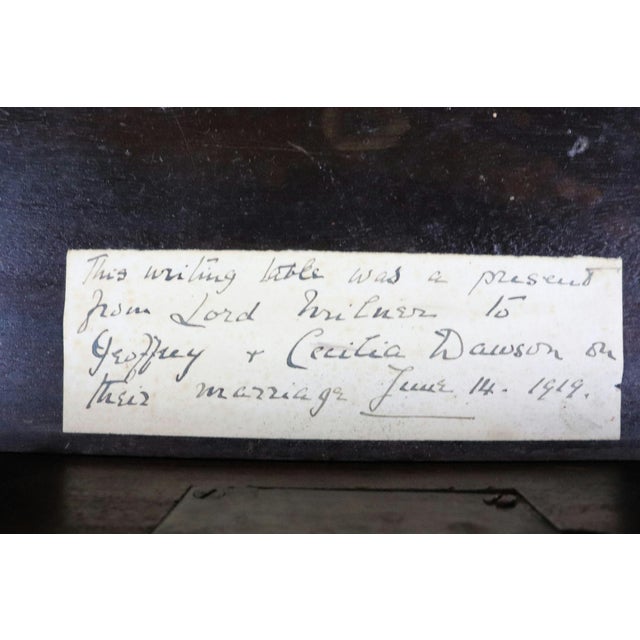 This writing table was a present
from Lord Milner to
Geoffrey + Cecilia Dawson on
their marriage June 14. 1919.